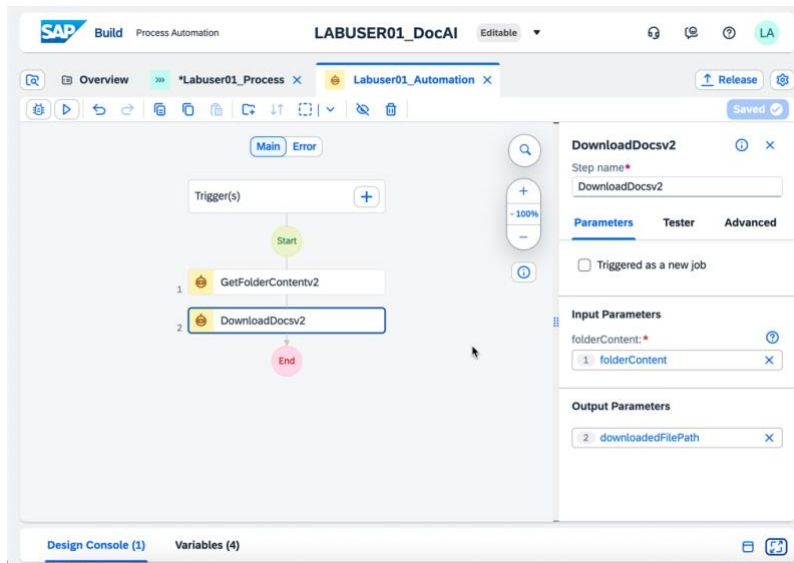 SAP Build Process Automation LABUSER01_DocAI Editable LA
Overview *Labuser01_Process Labuser01_Automation Release
Saved
Main Error
Trigger(s)
Start
1 GetFolderContentv2
2 DownloadDocsv2
End
~100%
DownloadDocsv2
Step name*
DownloadDocsv2
Parameters Tester Advanced
Triggered as a new job
Input Parameters
folderContent: *
1 folderContent
Output Parameters
2 downloadedFilePath
Design Console (1) Variables (4)